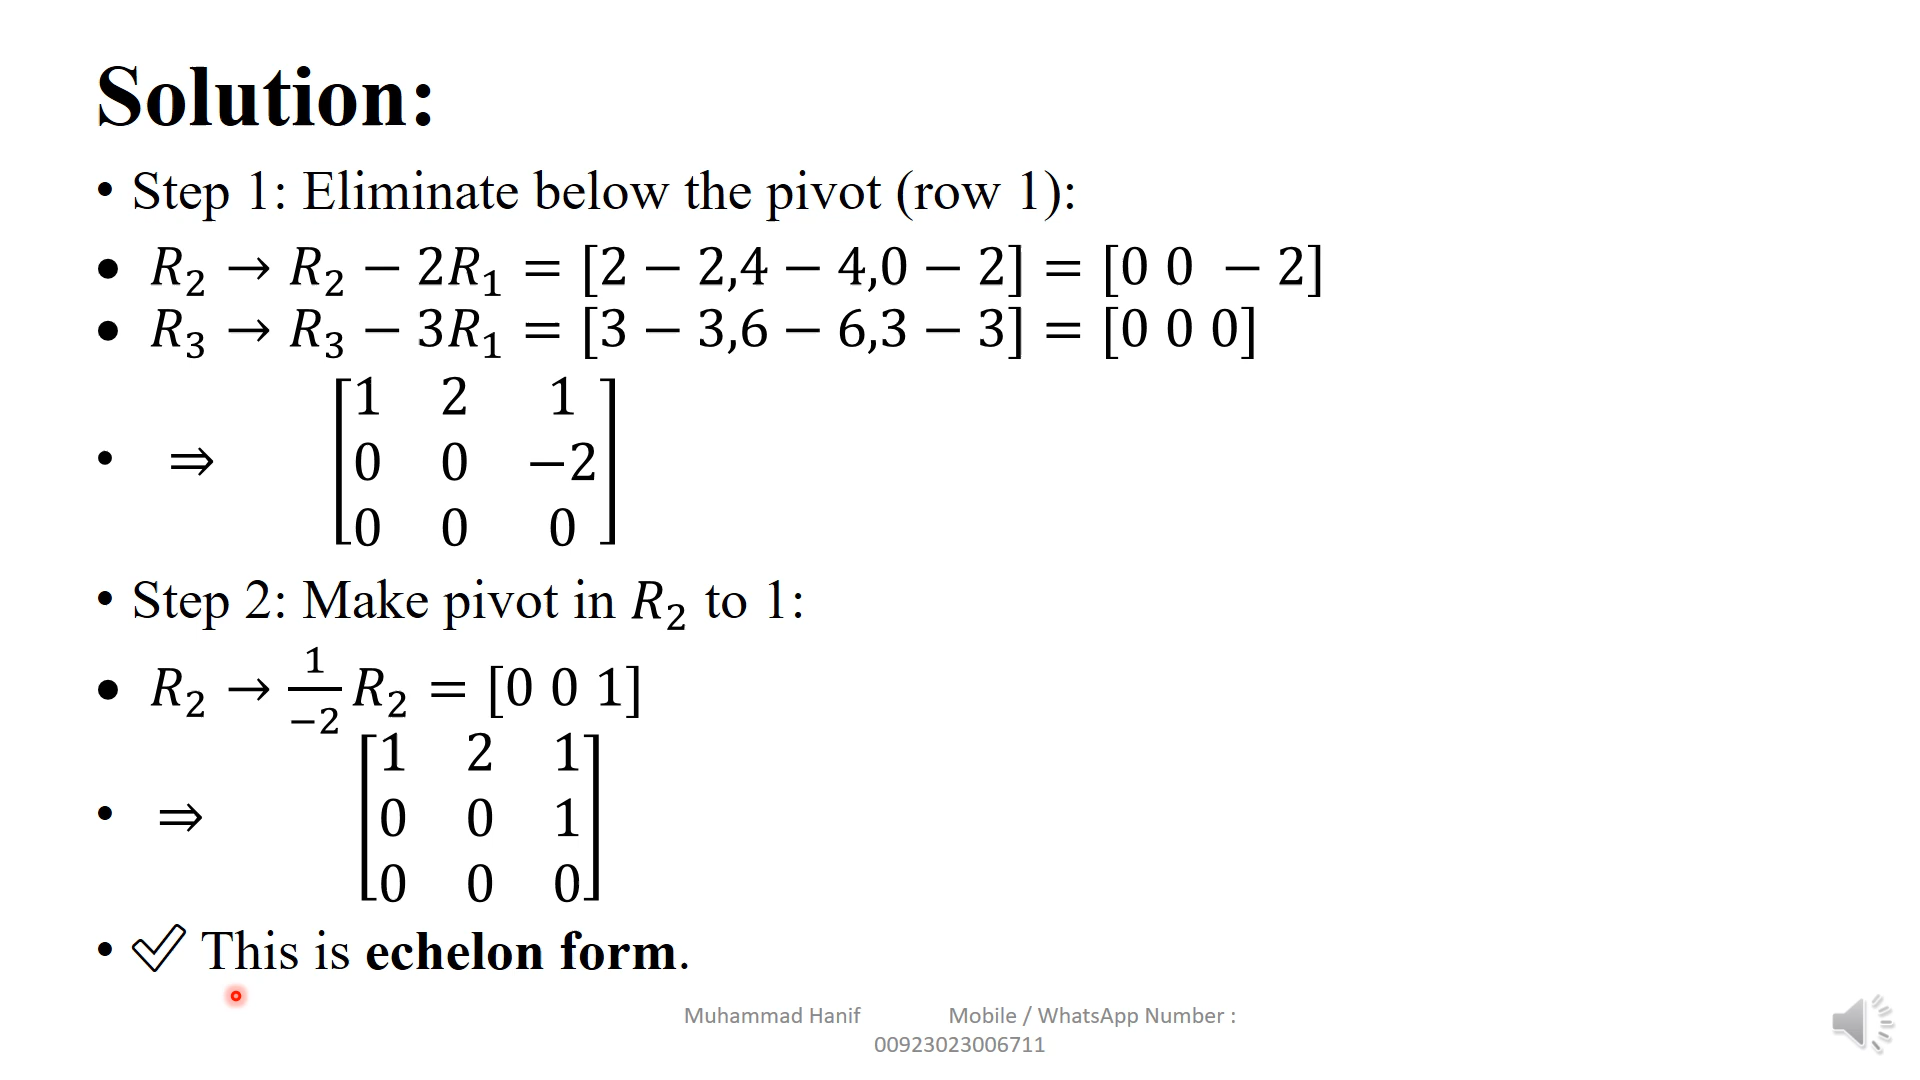 Solution:
• Step 1: Eliminate below the pivot (row 1):
● R₂ → R₂ − 2R₁ = [2 − 2,4 − 4,0 − 2] = [0 0 − 2]
● R₃ → R₃ − 3R₁ = [3 − 3,6 − 6,3 − 3] = [0 0 0]
1 2 1
• ⇒ 0 0 −2
0 0 0
• Step 2: Make pivot in R₂ to 1:
● R₂ → 1/−2 R₂ = [0 0 1]
1 2 1
• ⇒ 0 0 1
0 0 0
• ✓ This is echelon form.
Muhammad Hanif Mobile / WhatsApp Number :
00923023006711